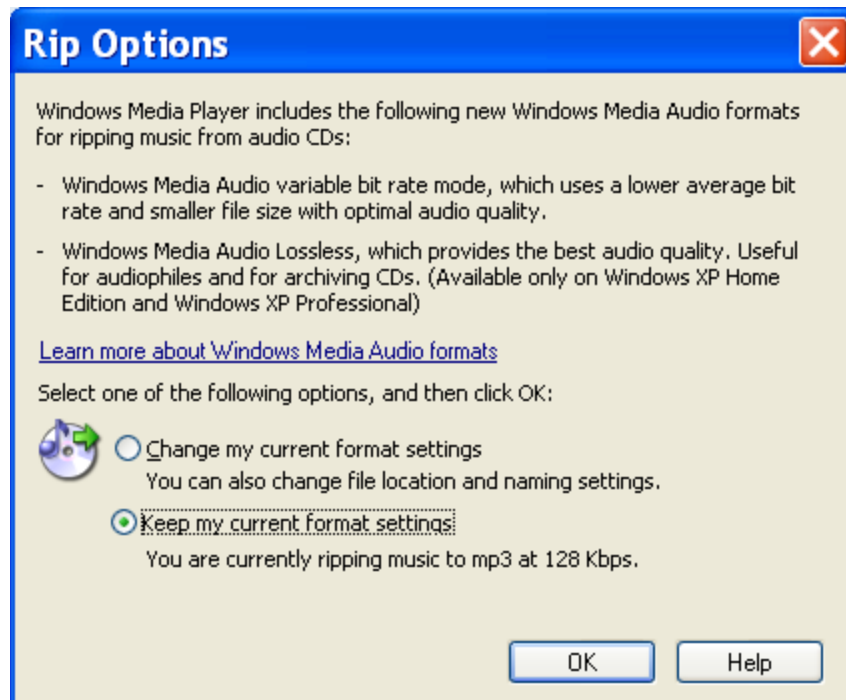 Rip Options
Windows Media Player includes the following new Windows Media Audio formats
for ripping music from audio CDs:
- Windows Media Audio variable bit rate mode, which uses a lower average bit
rate and smaller file size with optimal audio quality.
- Windows Media Audio Lossless, which provides the best audio quality. Useful
for audiophiles and for archiving CDs. (Available only on Windows XP Home
Edition and Windows XP Professional)
Learn more about Windows Media Audio formats
Select one of the following options, and then click OK:
Change my current format settings
You can also change file location and naming settings.
Keep my current format settings
You are currently ripping music to mp3 at 128 Kbps.
OK Help